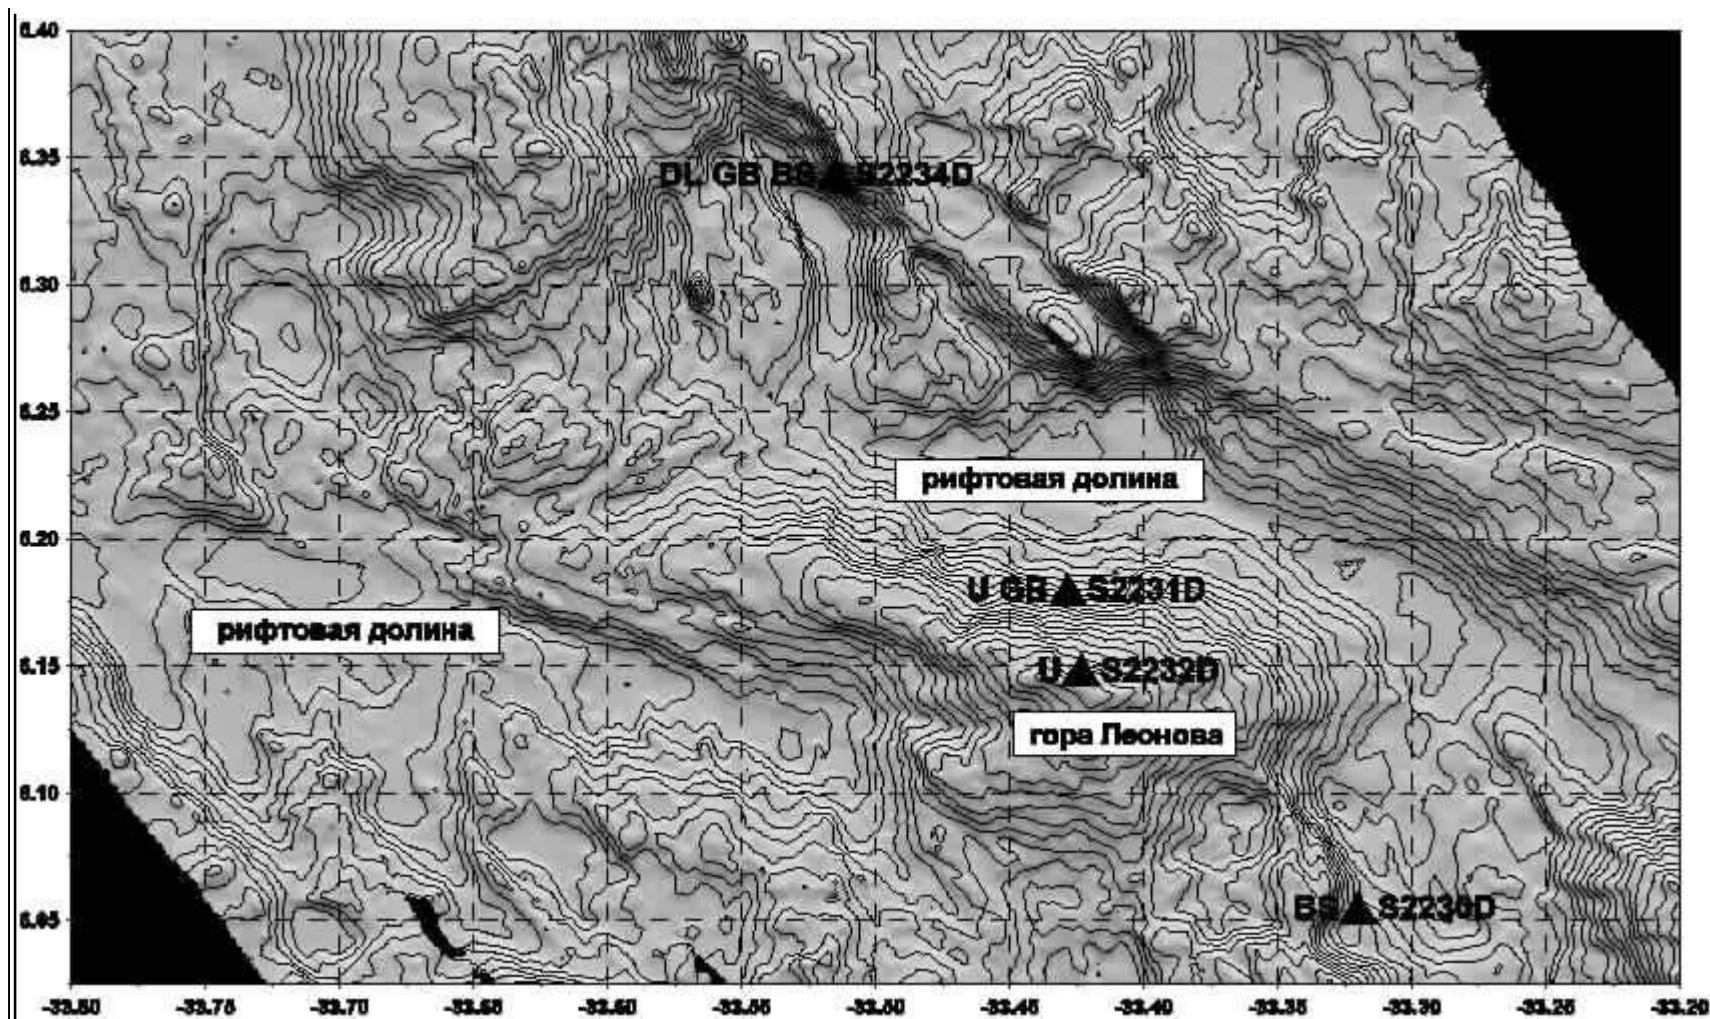 6.40
6.35
DL GB BS S2234D
6.30
6.25
рифтовая долина
6.20
U GB S2231D
рифтовая долина
6.15
U S2232D
гора Леонова
6.10
6.05
BS S2230D
-33.80 -33.75 -33.70 -33.65 -33.60 -33.55 -33.50 -33.45 -33.40 -33.35 -33.30 -33.25 -33.20